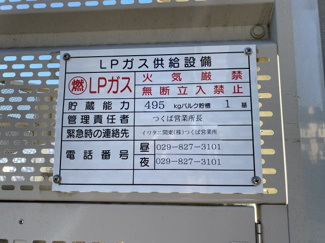 LPガス供給設備
燃 LPガス 火気厳禁
無断立入禁止
貯蔵能力 495 kgバルク貯槽 1 基
管理責任者 つくば営業所長
緊急時の連絡先 イワタニ関東(株)つくば営業所
電話番号 昼 029-827-3101
夜 029-827-3101